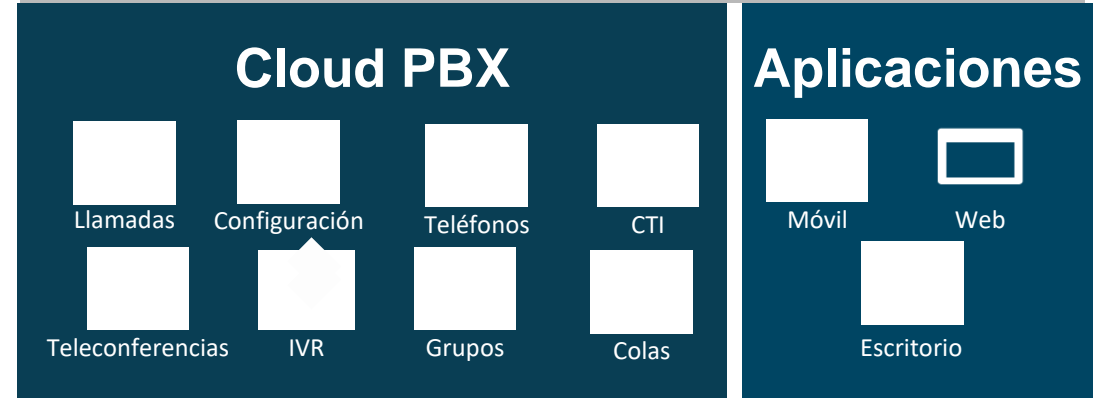 Cloud PBX
Llamadas
Configuración
Teléfonos
CTI
Teleconferencias
IVR
Grupos
Colas
Aplicaciones
Móvil
Web
Escritorio